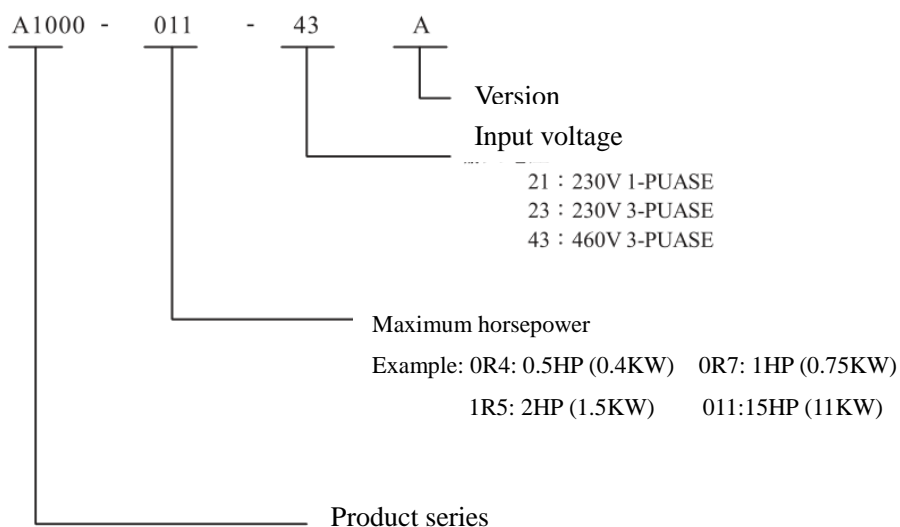 A1000 - 011 - 43 A
Version
Input voltage
21：230V 1-PUASE
23：230V 3-PUASE
43：460V 3-PUASE
Maximum horsepower
Example: 0R4: 0.5HP (0.4KW) 0R7: 1HP (0.75KW)
1R5: 2HP (1.5KW) 011:15HP (11KW)
Product series